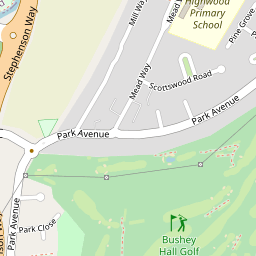 Highwood
Primary
School
Pine Grove
Mill Wa
Mead
Stephenson Way
Mead Way
Scottswood Road
Park Avenue
Park Avenue
Park Avenue
Park Close
Bushey
Hall Golf